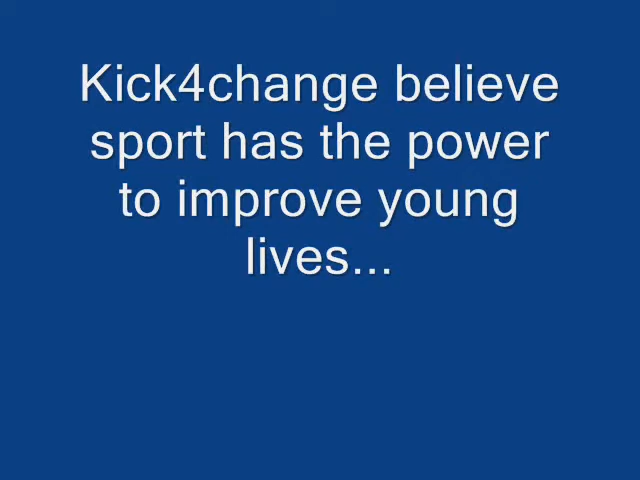 Kick4change believe
sport has the power
to improve young
lives...